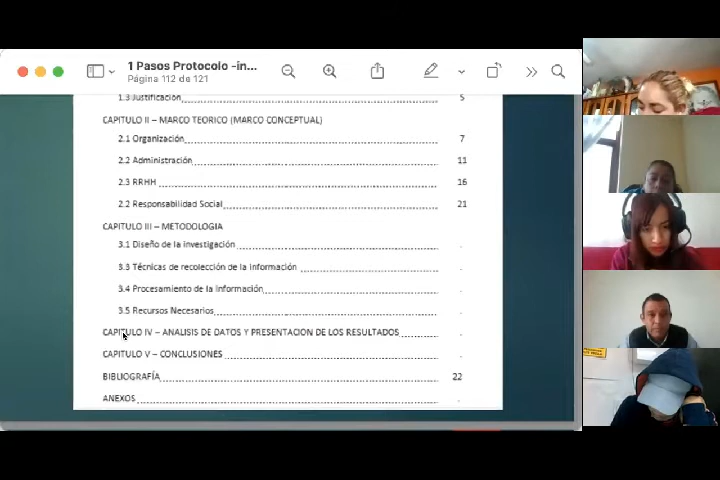 1 Pasos Protocolo -in...
Página 112 de 121
1.3 Justificación 5
CAPITULO II – MARCO TEORICO (MARCO CONCEPTUAL)
2.1 Organización 7
2.2 Administración 11
2.3 RRHH 16
2.2 Responsabilidad Social 21
CAPITULO III – METODOLOGIA
3.1 Diseño de la investigación
3.3 Técnicas de recolección de la información
3.4 Procesamiento de la Información
3.5 Recursos Necesarios
CAPITULO IV – ANALISIS DE DATOS Y PRESENTACION DE LOS RESULTADOS
CAPITULO V – CONCLUSIONES
BIBLIOGRAFÍA 22
ANEXOS